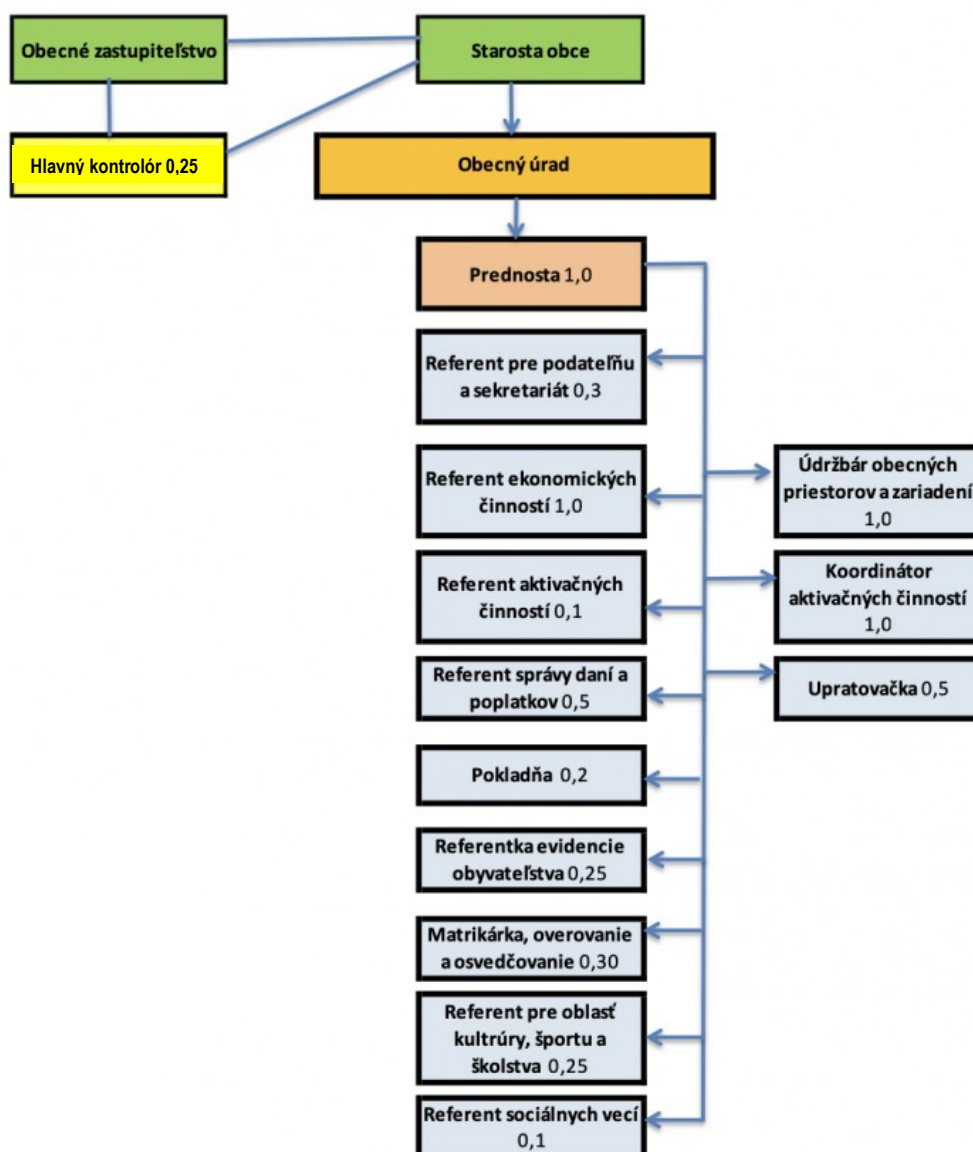 Obecné zastupiteľstvo
Starosta obce
Hlavný kontrolór 0,25
Obecný úrad
Prednosta 1,0
Referent pre podateľňu
a sekretariát 0,3
Referent ekonomických
činností 1,0
Údržbár obecných
priestorov a zariadení
1,0
Referent aktivačných
činností 0,1
Koordinátor
aktivačných činností
1,0
Referent správy daní a
poplatkov 0,5
Upratovačka 0,5
Pokladňa 0,2
Referentka evidencie
obyvateľstva 0,25
Matrikárka, overovanie
a osvedčovanie 0,30
Referent pre oblasť
kultrúry, športu a
školstva 0,25
Referent sociálnych vecí
0,1